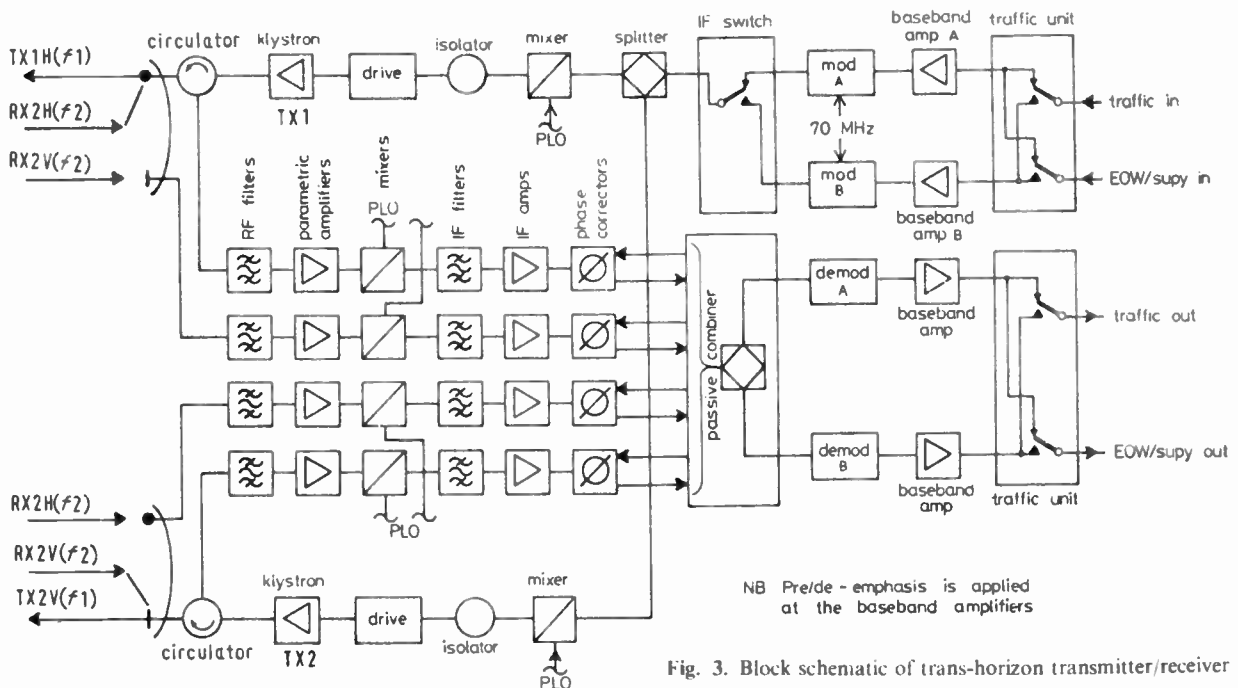 TX1H(f1)
RX2H(f2)
RX2V(f2)
circulator
klystron
TX1
drive
isolator
mixer
PLO
splitter
IF switch
mod A
70 MHz
mod B
baseband amp A
baseband amp B
traffic unit
traffic in
EOW/supy in
RF filters
parametric amplifiers
mixers
PLO
IF filters
IF amps
phase correctors
passive combiner
demod A
baseband amp
demod B
baseband amp
traffic out
EOW/supy out
traffic unit
PLO
RX2H(f2)
RX2V(f2)
TX2V(f1)
circulator
klystron
TX2
drive
isolator
mixer
PLO
NB Pre/de-emphasis is applied
at the baseband amplifiers
Fig. 3. Block schematic of trans-horizon transmitter/receiver